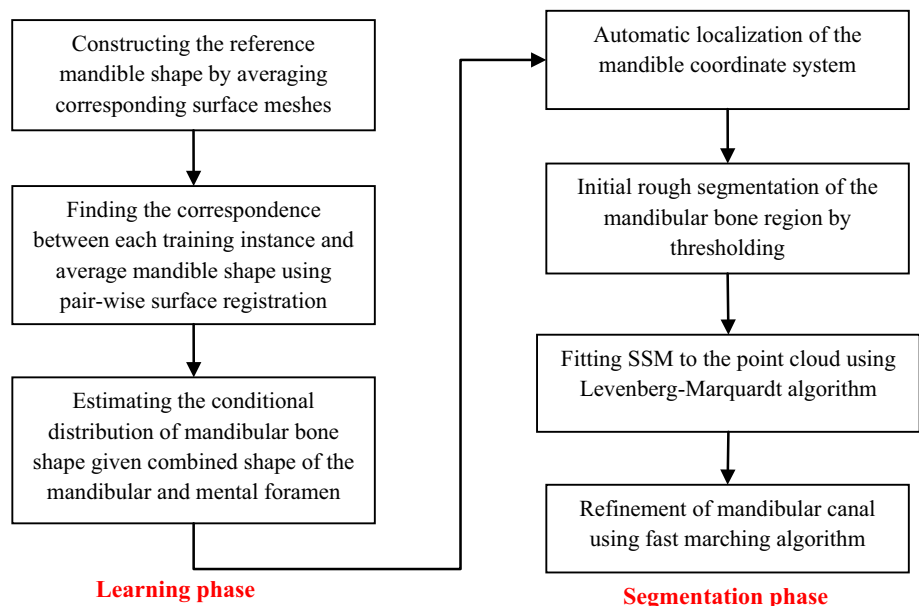 Constructing the reference
mandible shape by averaging
corresponding surface meshes
Finding the correspondence
between each training instance and
average mandible shape using
pair-wise surface registration
Estimating the conditional
distribution of mandibular bone
shape given combined shape of the
mandibular and mental foramen
Learning phase
Automatic localization of the
mandible coordinate system
Initial rough segmentation of the
mandibular bone region by
thresholding
Fitting SSM to the point cloud using
Levenberg-Marquardt algorithm
Refinement of mandibular canal
using fast marching algorithm
Segmentation phase